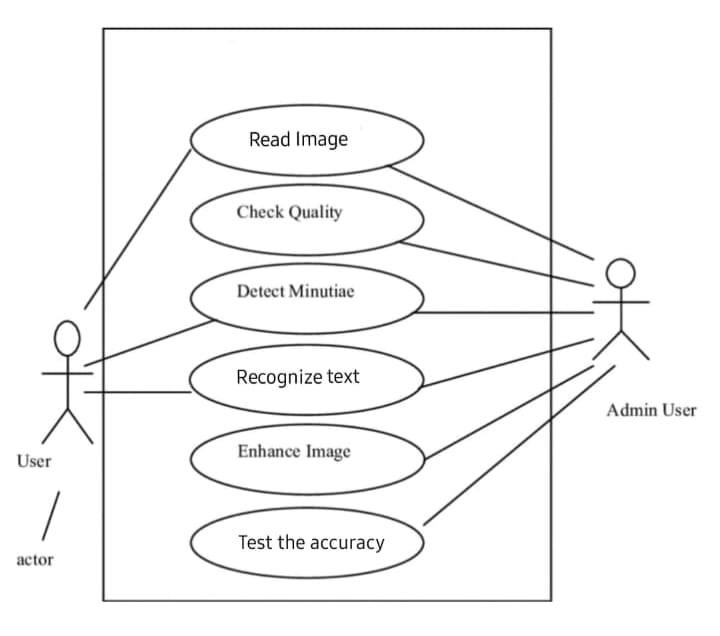 Read Image
Check Quality
Detect Minutiae
Recognize text
Enhance Image
Test the accuracy
User
actor
Admin User